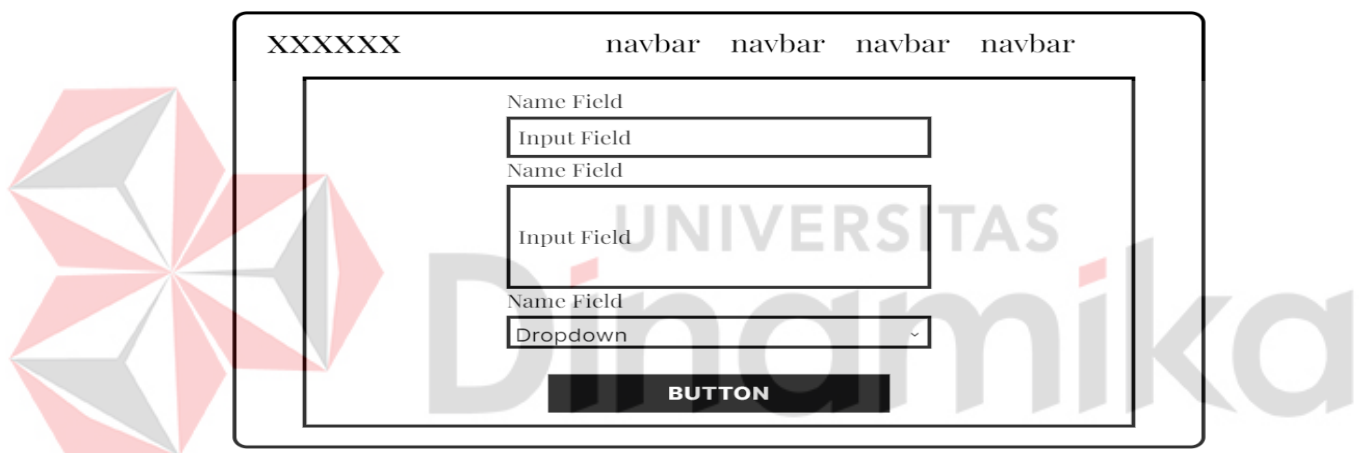 XXXXXX navbar navbar navbar navbar
Name Field
Input Field
Name Field
Input Field
Name Field
Dropdown
BUTTON
UNIVERSITAS
Dinamika